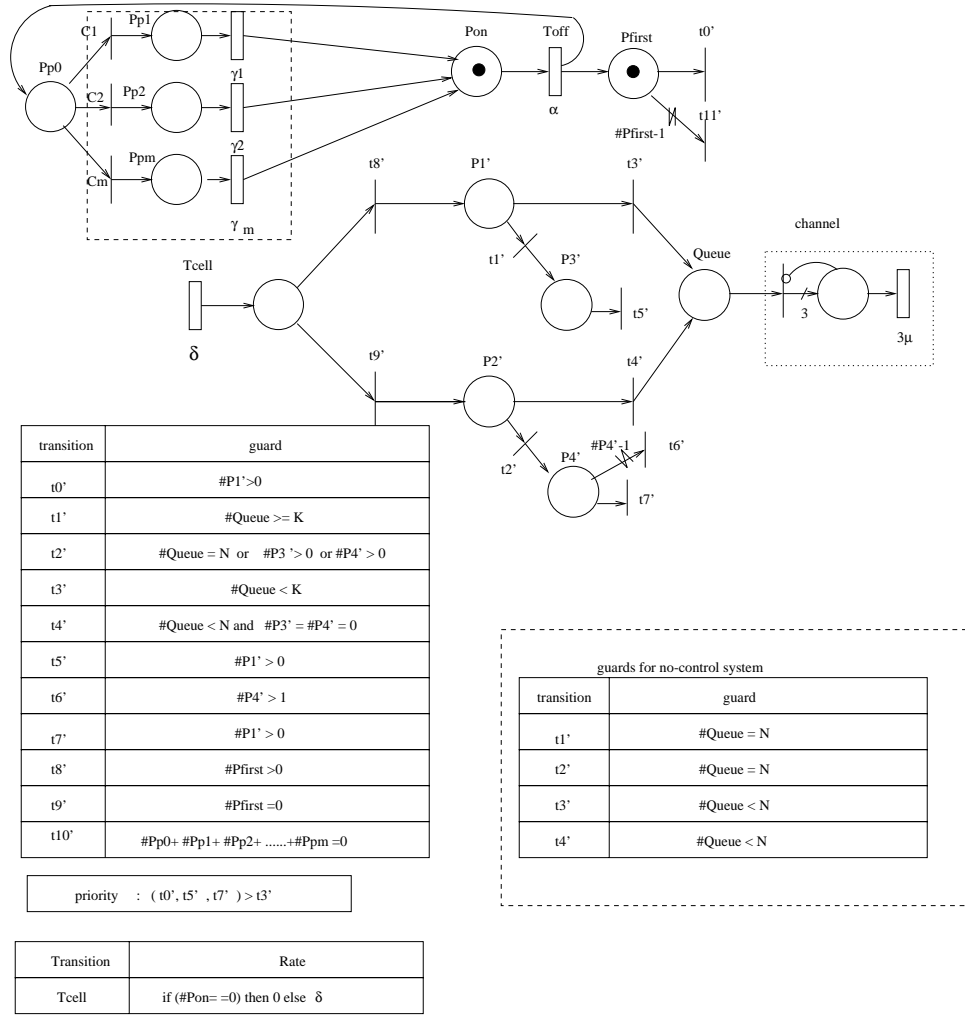 C1
Pp1
Pp0
γ1
C2
Pp2
γ2
Cm
Ppm
γ m
Pon
Toff
α
Pfirst
t0’
t11’
#Pfirst-1
t8’
P1’
t3’
t1’
P3’
t5’
Tcell
δ
t9’
P2’
t4’
t2’
P4’
#P4’-1
t6’
t7’
Queue
channel
3
3μ
transition guard
t0’ #P1’>0
t1’ #Queue >= K
t2’ #Queue = N or #P3 ’> 0 or #P4’ > 0
t3’ #Queue < K
t4’ #Queue < N and #P3’ = #P4’ = 0
t5’ #P1’ > 0
t6’ #P4’ > 1
t7’ #P1’ > 0
t8’ #Pfirst >0
t9’ #Pfirst =0
t10’ #Pp0+ #Pp1+ #Pp2+ ......+#Ppm =0
priority : ( t0’, t5’ , t7’ ) > t3’
Transition Rate
Tcell if (#Pon= =0) then 0 else δ
guards for no-control system
transition guard
t1’ #Queue = N
t2’ #Queue = N
t3’ #Queue < N
t4’ #Queue < N